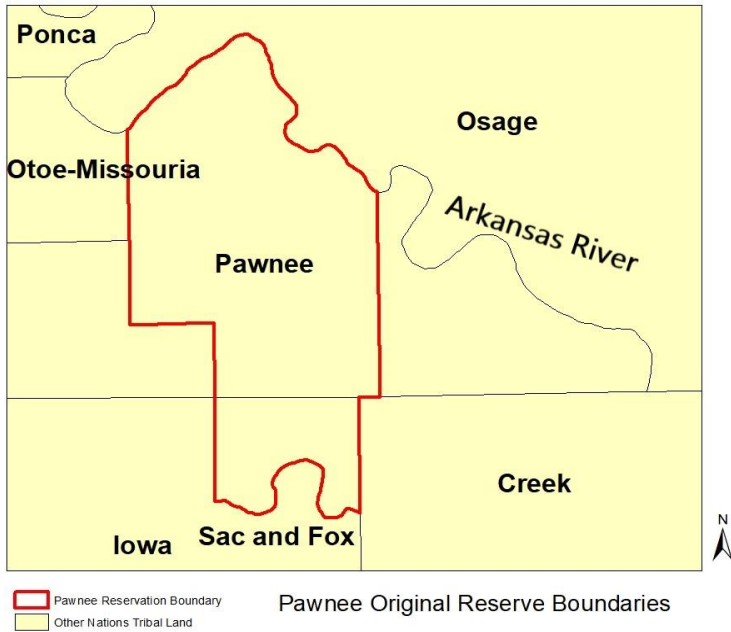 Ponca
Osage
Otoe-Missouria
Arkansas River
Pawnee
Creek
Iowa
Sac and Fox
N
Pawnee Reservation Boundary
Other Nations Tribal Land
Pawnee Original Reserve Boundaries